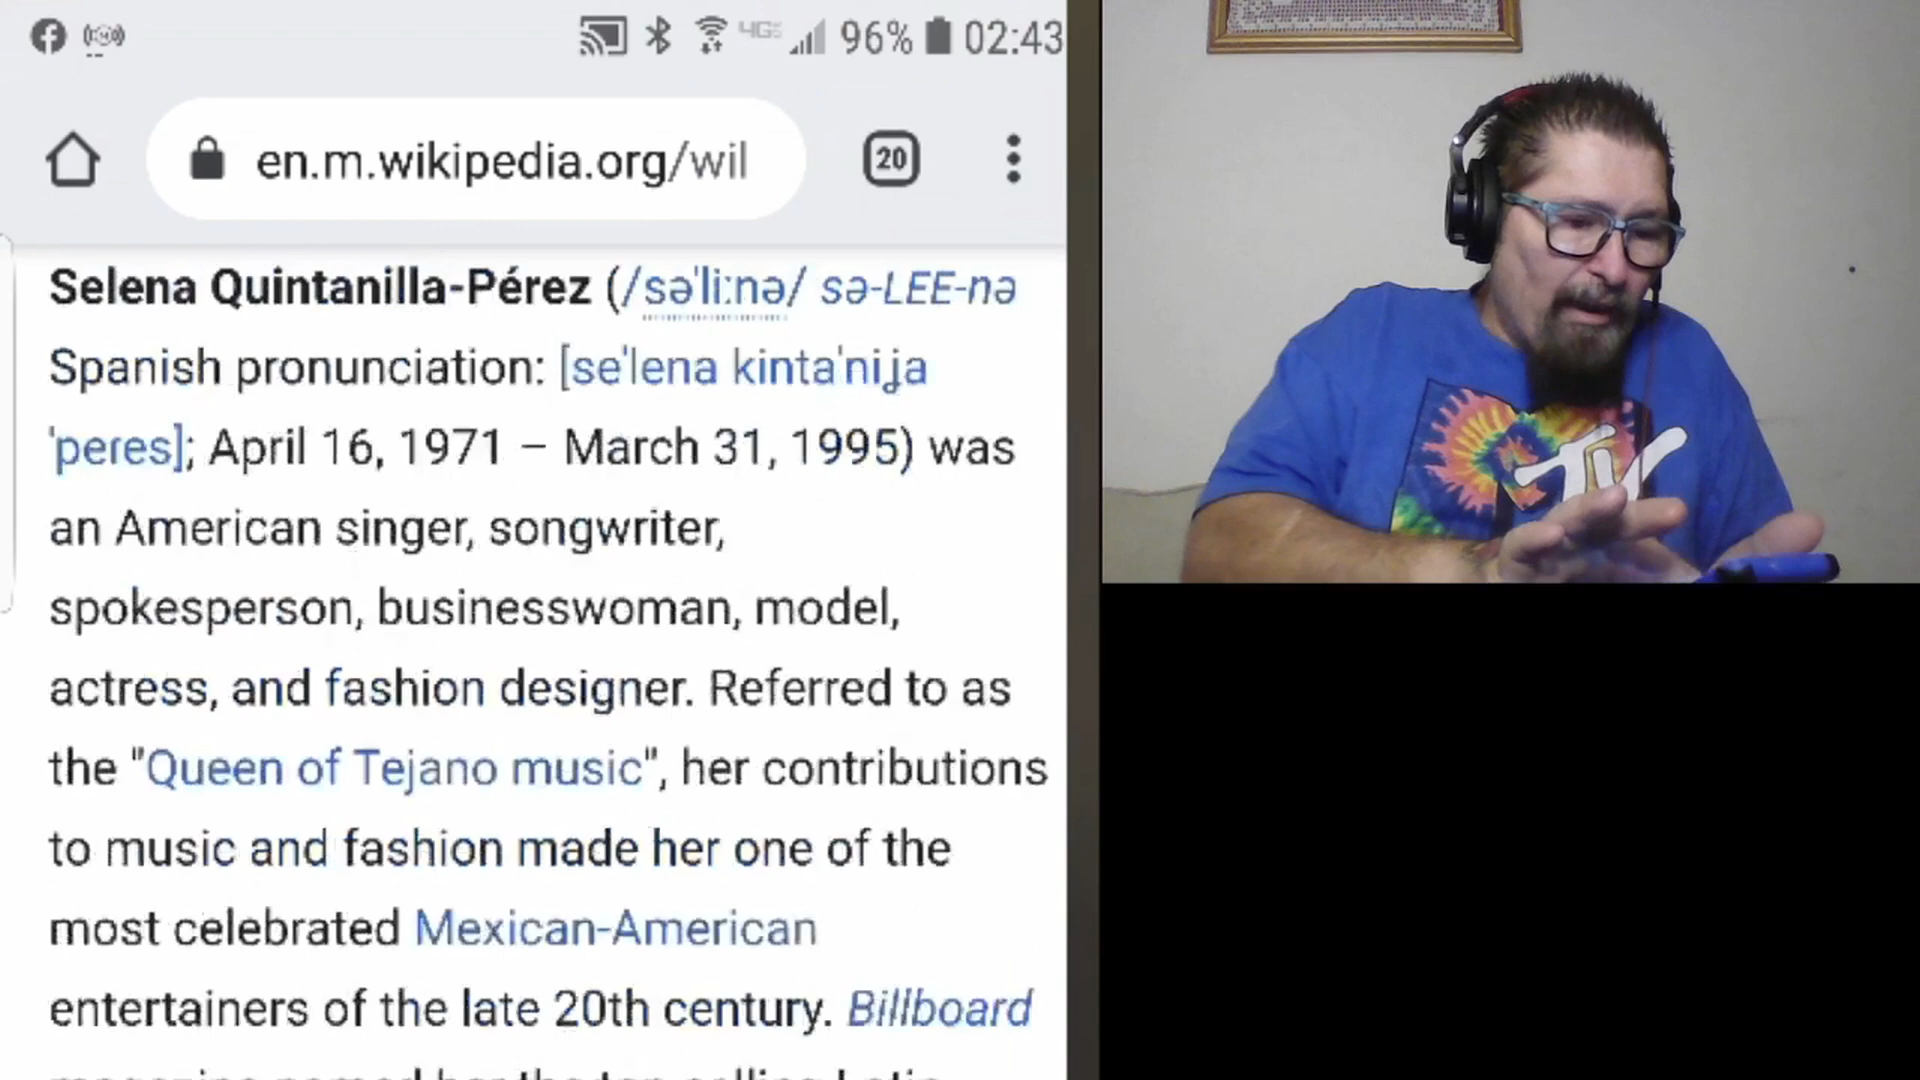 96% 02:43
en.m.wikipedia.org/wil
20
Selena Quintanilla-Pérez (/səˈliːnə/ sə-LEE-nə
Spanish pronunciation: [seˈlena kintaˈniʝa
ˈperes]; April 16, 1971 – March 31, 1995) was
an American singer, songwriter,
spokesperson, businesswoman, model,
actress, and fashion designer. Referred to as
the "Queen of Tejano music", her contributions
to music and fashion made her one of the
most celebrated Mexican-American
entertainers of the late 20th century. Billboard
TV